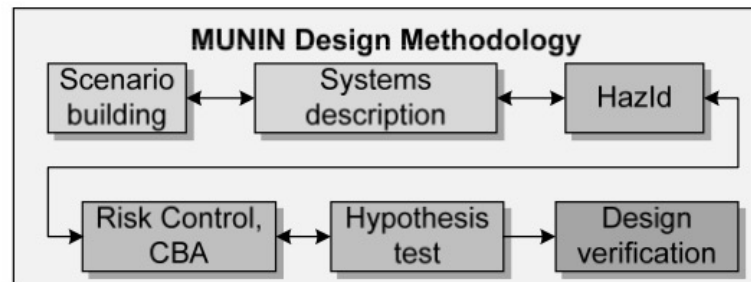 MUNIN Design Methodology
Scenario
building
Systems
description
HazId
Risk Control,
CBA
Hypothesis
test
Design
verification